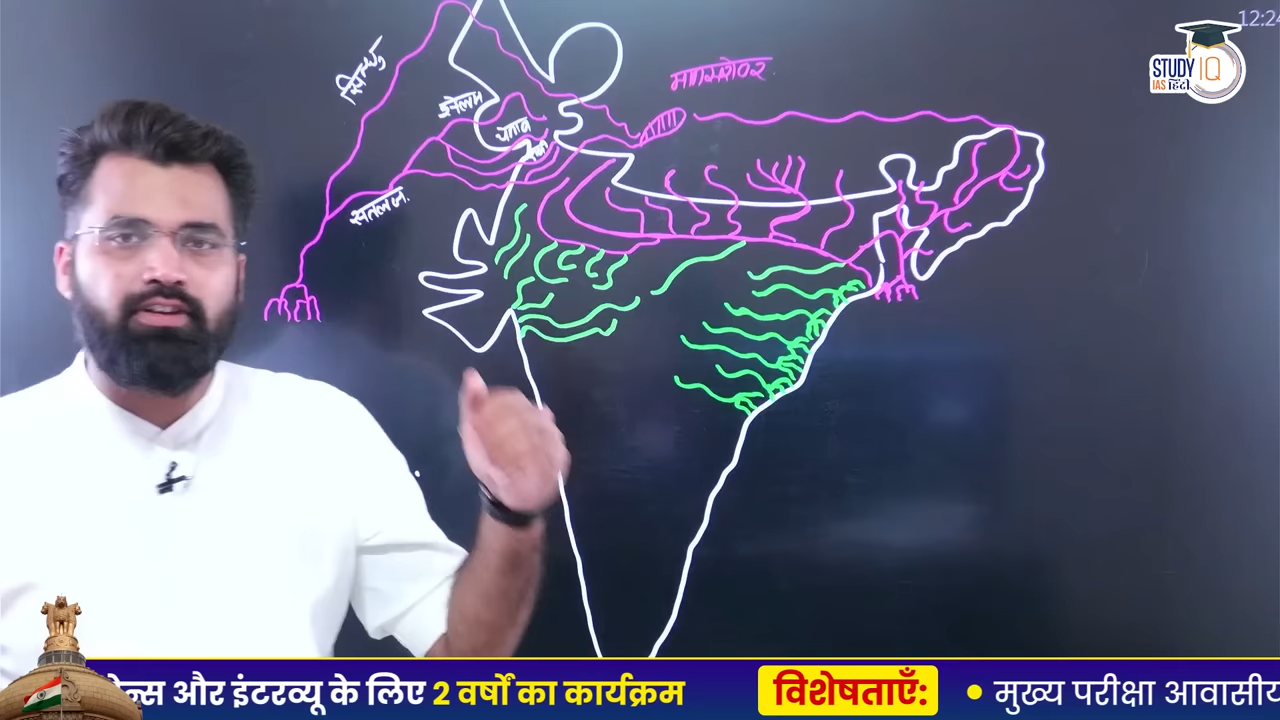 12:24
STUDY IQ
IAS हिंदी
सिन्धु
मानसरोवर
झेलम
चेनाब
सतलज.
न्स और इंटरव्यू के लिए 2 वर्षों का कार्यक्रम
विशेषताएँ:
• मुख्य परीक्षा आवासीय